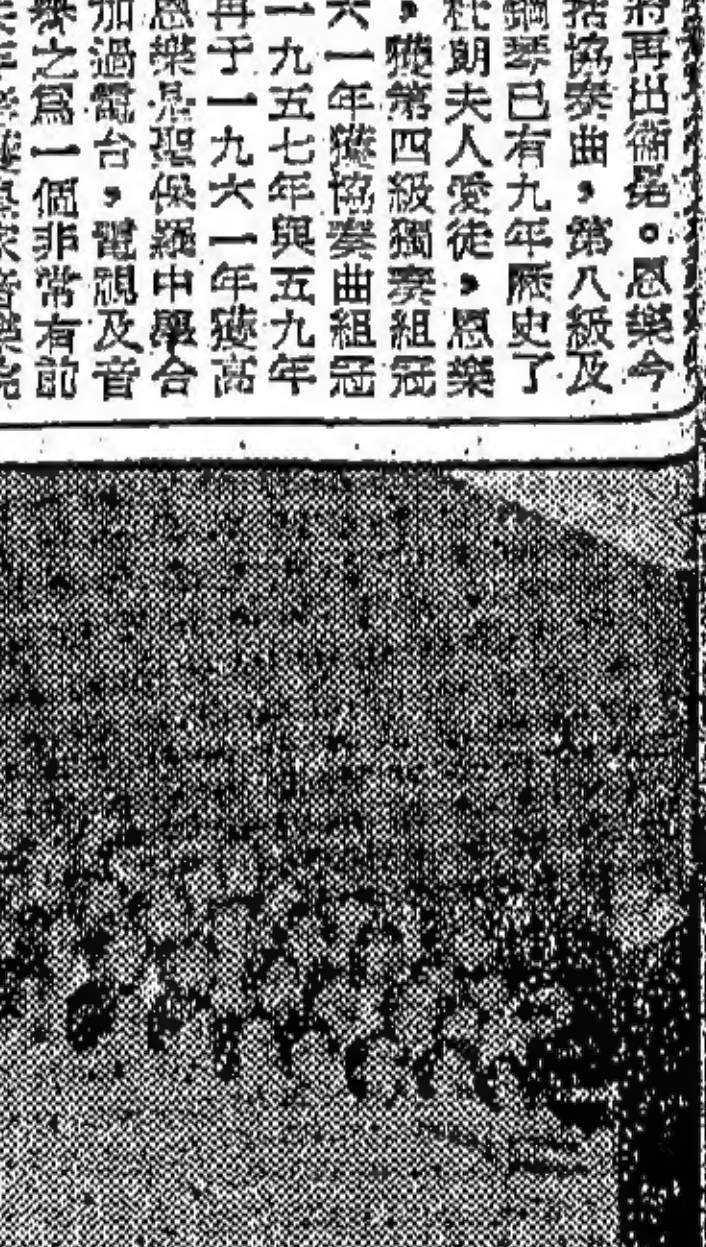 將再出衞冕。恩樂今
括協奏曲,第八級及
鋼琴已有九年歷史了
杜朗夫人愛徒,恩樂
,獲第四級獨奏組冠
六一年獲協奏曲組冠
一九五七年與五九年
再于一九六一年獲高
恩樂是聖保羅中學合
加過電台,電視及音
樂之爲一個非常有前